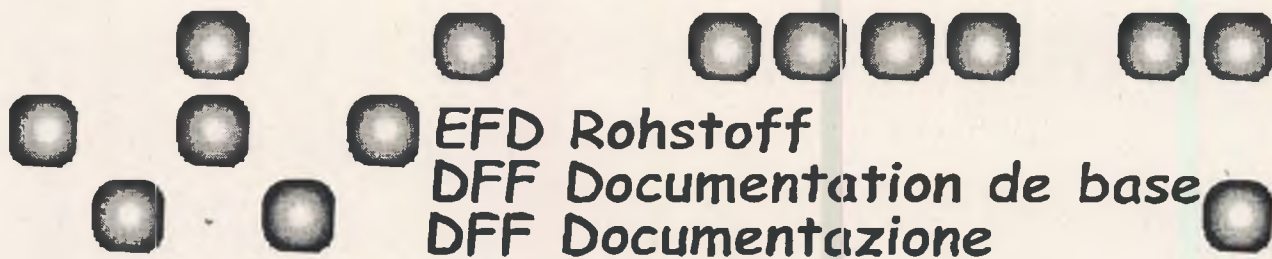 EFD Rohstoff
DFF Documentation de base
DFF Documentazione